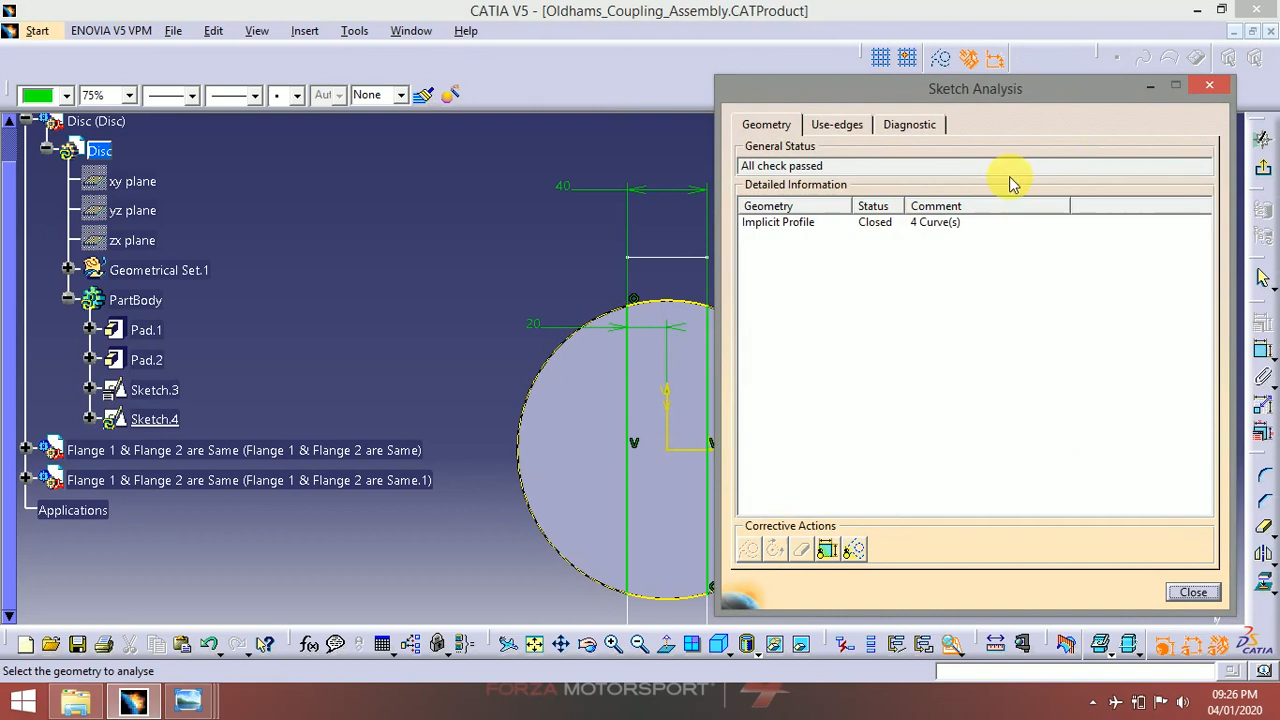 CATIA V5 - [Oldhams_Coupling_Assembly.CATProduct]
Start ENOVIA V5 VPM File Edit View Insert Tools Window Help
75% Aut None
Disc (Disc)
Disc
xy plane
yz plane
zx plane
Geometrical Set.1
PartBody
Pad.1
Pad.2
Sketch.3
Sketch.4
Flange 1 & Flange 2 are Same (Flange 1 & Flange 2 are Same)
Flange 1 & Flange 2 are Same (Flange 1 & Flange 2 are Same.1)
Applications
40
20
V
V
Sketch Analysis
Geometry Use-edges Diagnostic
General Status
All check passed
Detailed Information
Geometry Status Comment
Implicit Profile Closed 4 Curve(s)
Corrective Actions
Close
f(x)
CATIA
Select the geometry to analyse
FORZA MOTORSPORT
09:26 PM
04/01/2020